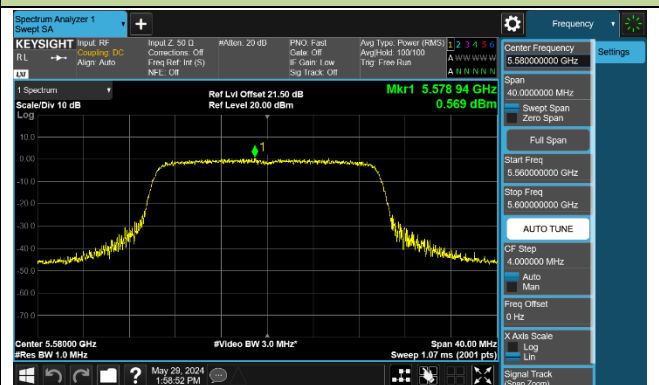 Spectrum Analyzer 1
Swept SA
Frequency
KEYSIGHT
RL
LXI
Input: RF
Coupling: DC
Align: Auto
Input Z: 50 Ω
Corrections: Off
Freq Ref: Int (S)
NFE: Off
#Atten: 20 dB
PNO: Fast
Gate: Off
IF Gain: Low
Sig Track: Off
Avg Type: Power (RMS)
Avg|Hold: 100/100
Trig: Free Run
1 2 3 4 5 6
A W W W W W
A N N N N N
Center Frequency
5.580000000 GHz
Settings
Span
40.0000000 MHz
Swept Span
Zero Span
Full Span
Start Freq
5.560000000 GHz
Stop Freq
5.600000000 GHz
AUTO TUNE
CF Step
4.000000 MHz
Auto
Man
Freq Offset
0 Hz
X Axis Scale
Log
Lin
Signal Track
(Span Zoom)
1 Spectrum
Scale/Div 10 dB
Log
Ref Lvl Offset 21.50 dB
Ref Level 20.00 dBm
Mkr1 5.578 94 GHz
0.569 dBm
1
10.0
0.00
-10.0
-20.0
-30.0
-40.0
-50.0
-60.0
-70.0
Center 5.58000 GHz
#Res BW 1.0 MHz
#Video BW 3.0 MHz*
Span 40.00 MHz
Sweep 1.07 ms (2001 pts)
May 29, 2024
1:58:52 PM